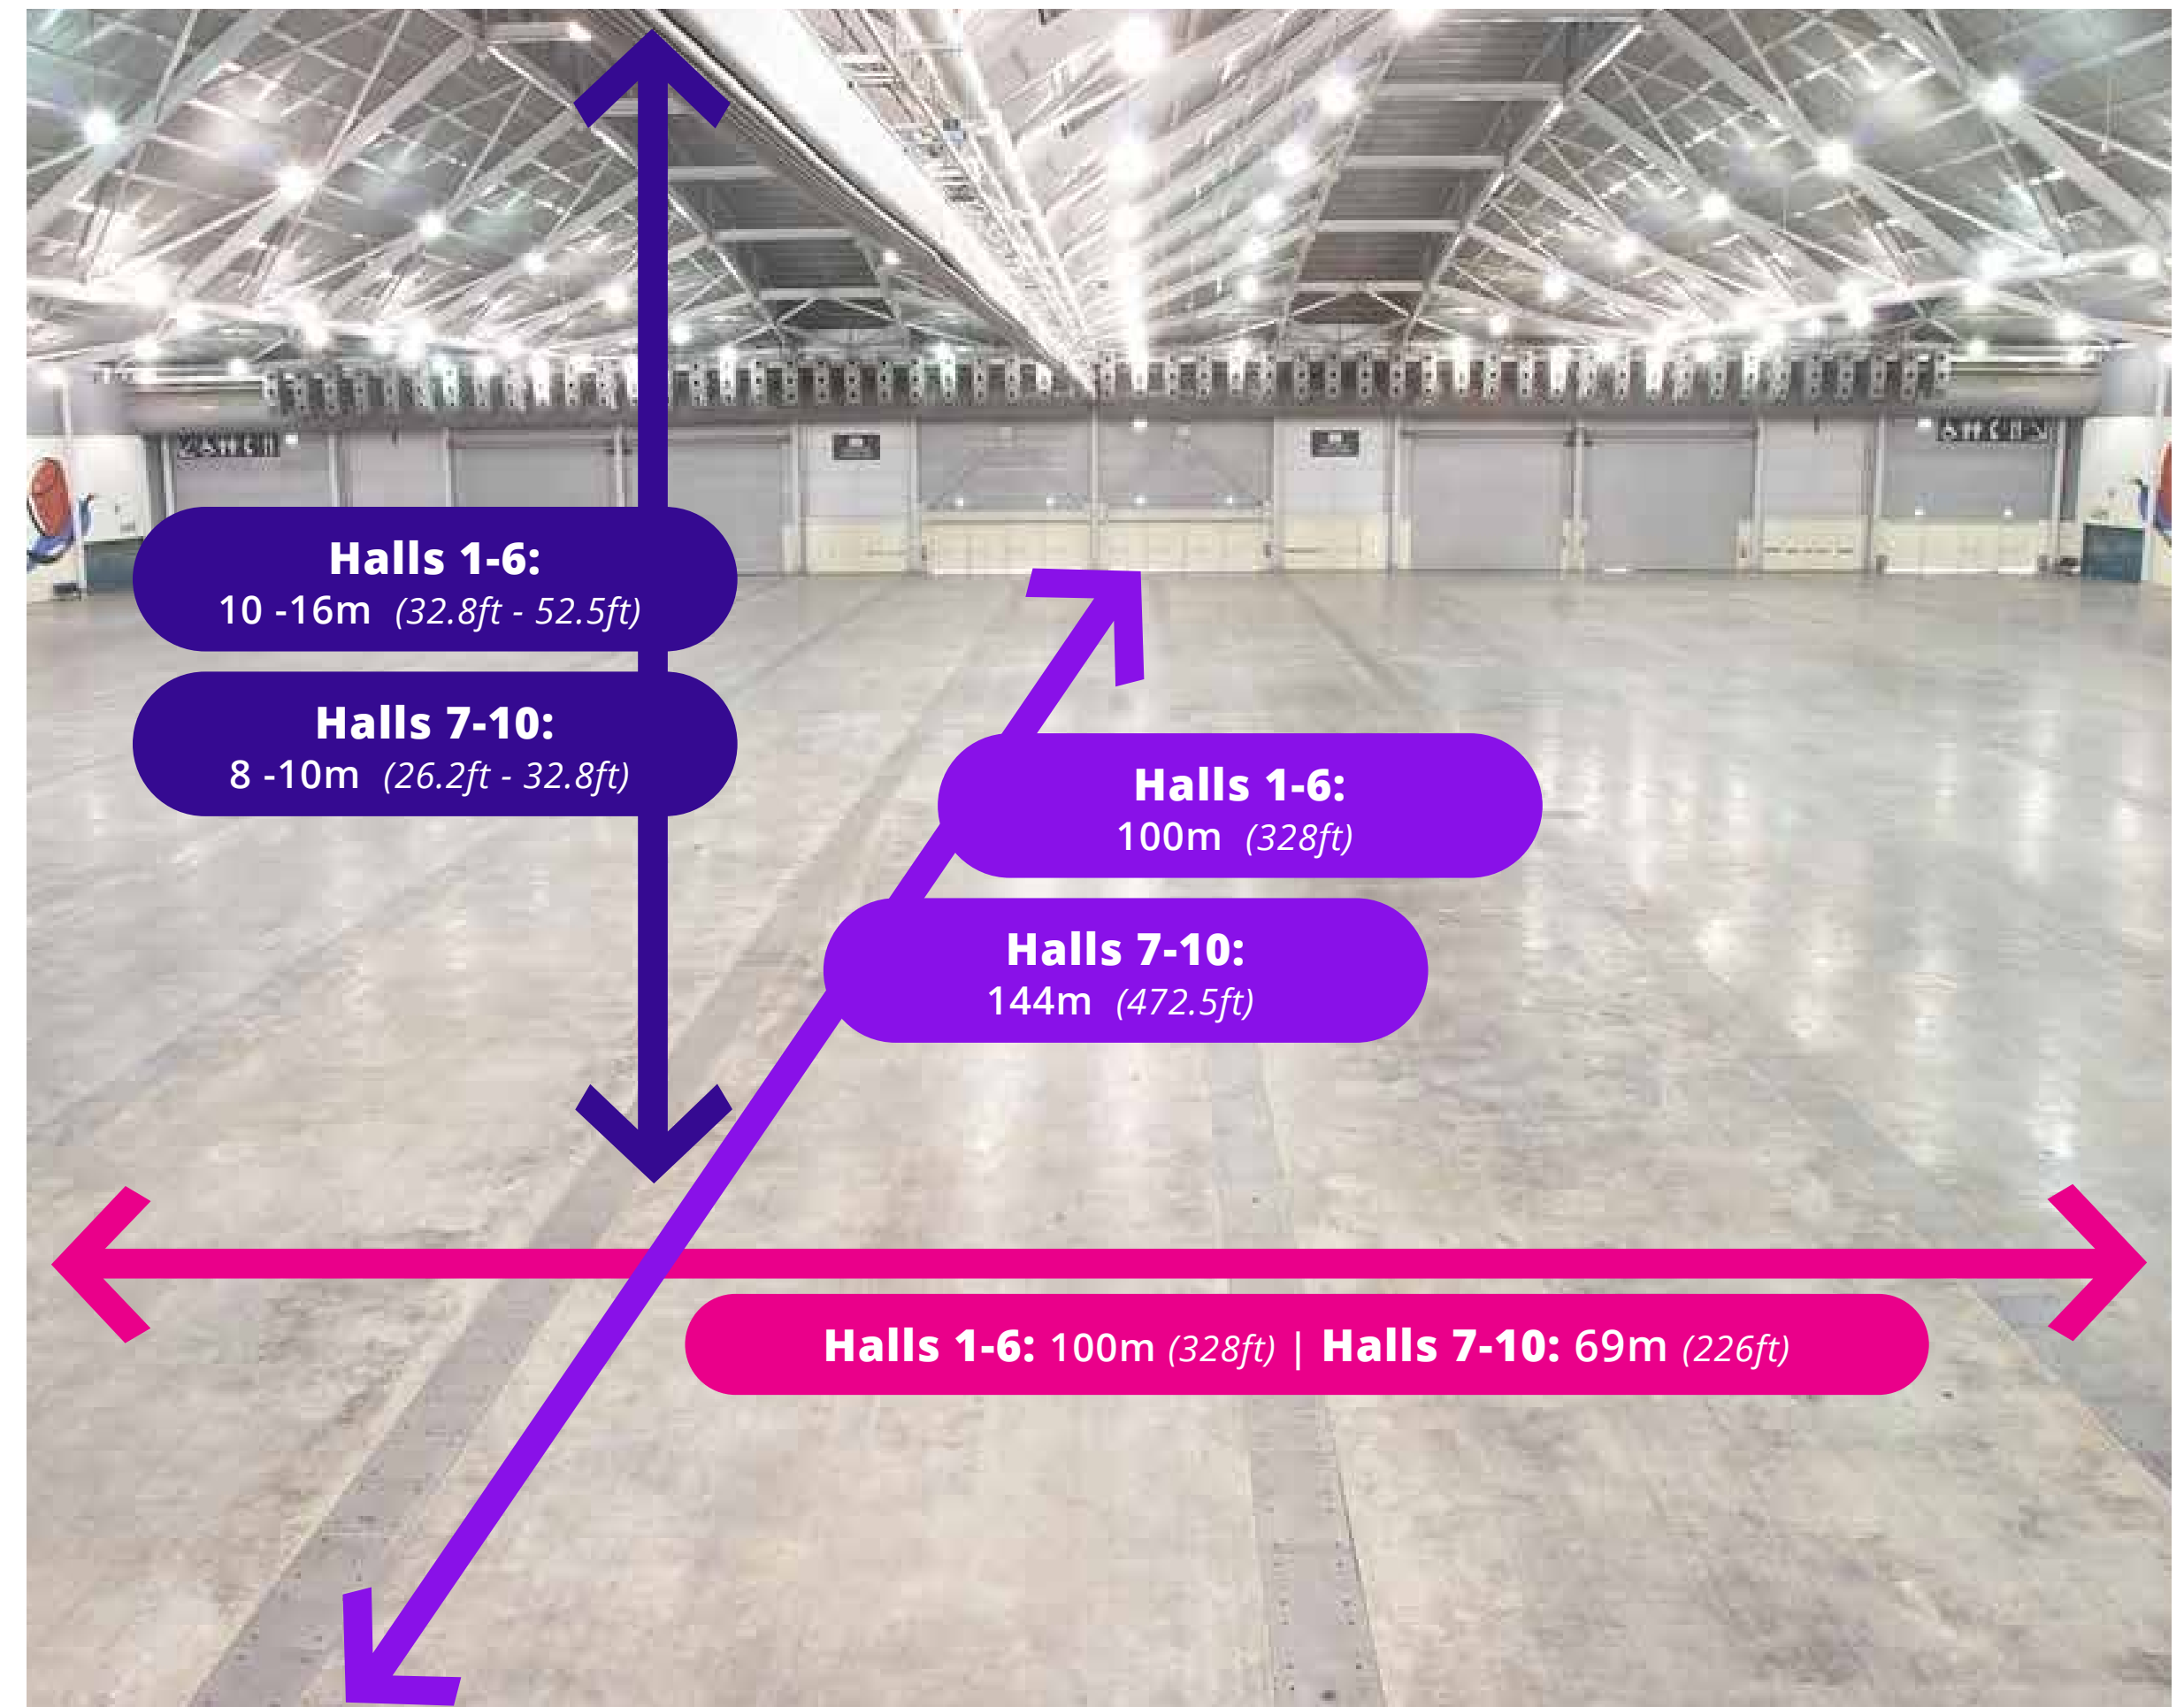 Halls 1-6:
10 -16m (32.8ft - 52.5ft)
Halls 7-10:
8 -10m (26.2ft - 32.8ft)
Halls 1-6:
100m (328ft)
Halls 7-10:
144m (472.5ft)
Halls 1-6: 100m (328ft) | Halls 7-10: 69m (226ft)